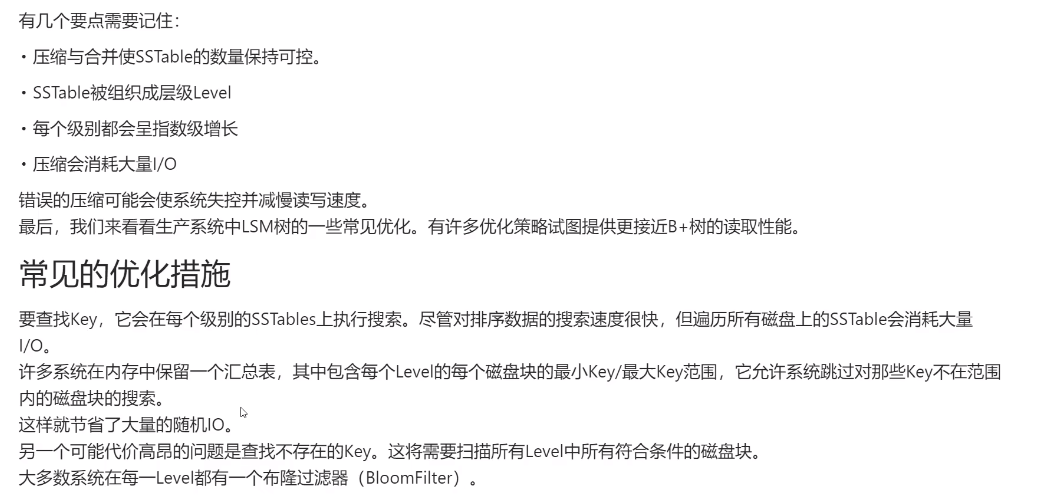 有几个要点需要记住：
• 压缩与合并使SSTable的数量保持可控。
• SSTable被组织成层级Level
• 每个级别都会呈指数级增长
• 压缩会消耗大量I/O
错误的压缩可能会使系统失控并减慢读写速度。
最后，我们来看看生产系统中LSM树的一些常见优化。有许多优化策略试图提供更接近B+树的读取性能。
常见的优化措施
要查找Key，它会在每个级别的SSTables上执行搜索。尽管对排序数据的搜索速度很快，但遍历所有磁盘上的SSTable会消耗大量
I/O。
许多系统在内存中保留一个汇总表，其中包含每个Level的每个磁盘块的最小Key/最大Key范围，它允许系统跳过对那些Key不在范围
内的磁盘块的搜索。
这样就节省了大量的随机IO。
另一个可能代价高昂的问题是查找不存在的Key。这将需要扫描所有Level中所有符合条件的磁盘块。
大多数系统在每一Level都有一个布隆过滤器（BloomFilter）。